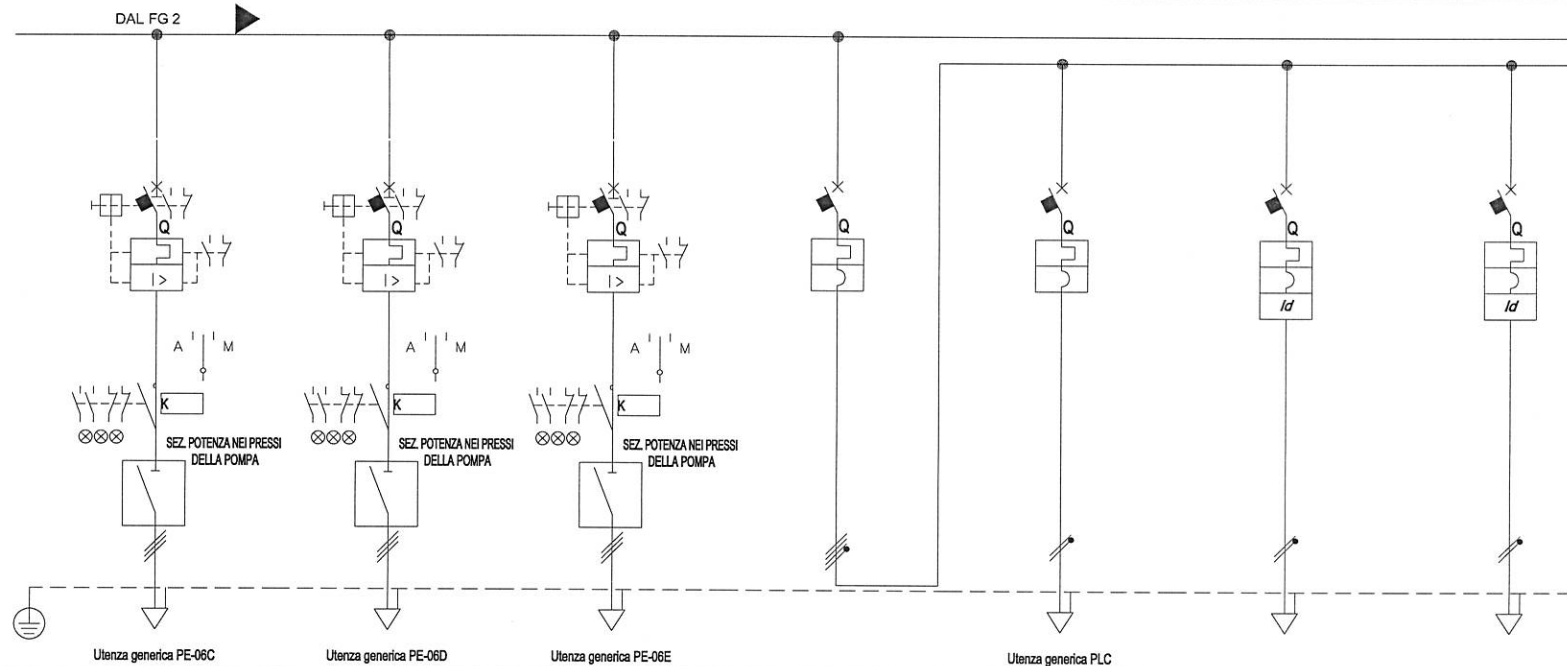 DAL FG 2
Q
Q
Q
Q
Q
Q
Q
I >
I >
I >
Id
Id
A M
A M
A M
K
K
K
SEZ. POTENZA NEI PRESSI
DELLA POMPA
SEZ. POTENZA NEI PRESSI
DELLA POMPA
SEZ. POTENZA NEI PRESSI
DELLA POMPA
Utenza generica PE-06C
Utenza generica PE-06D
Utenza generica PE-06E
Utenza generica PLC